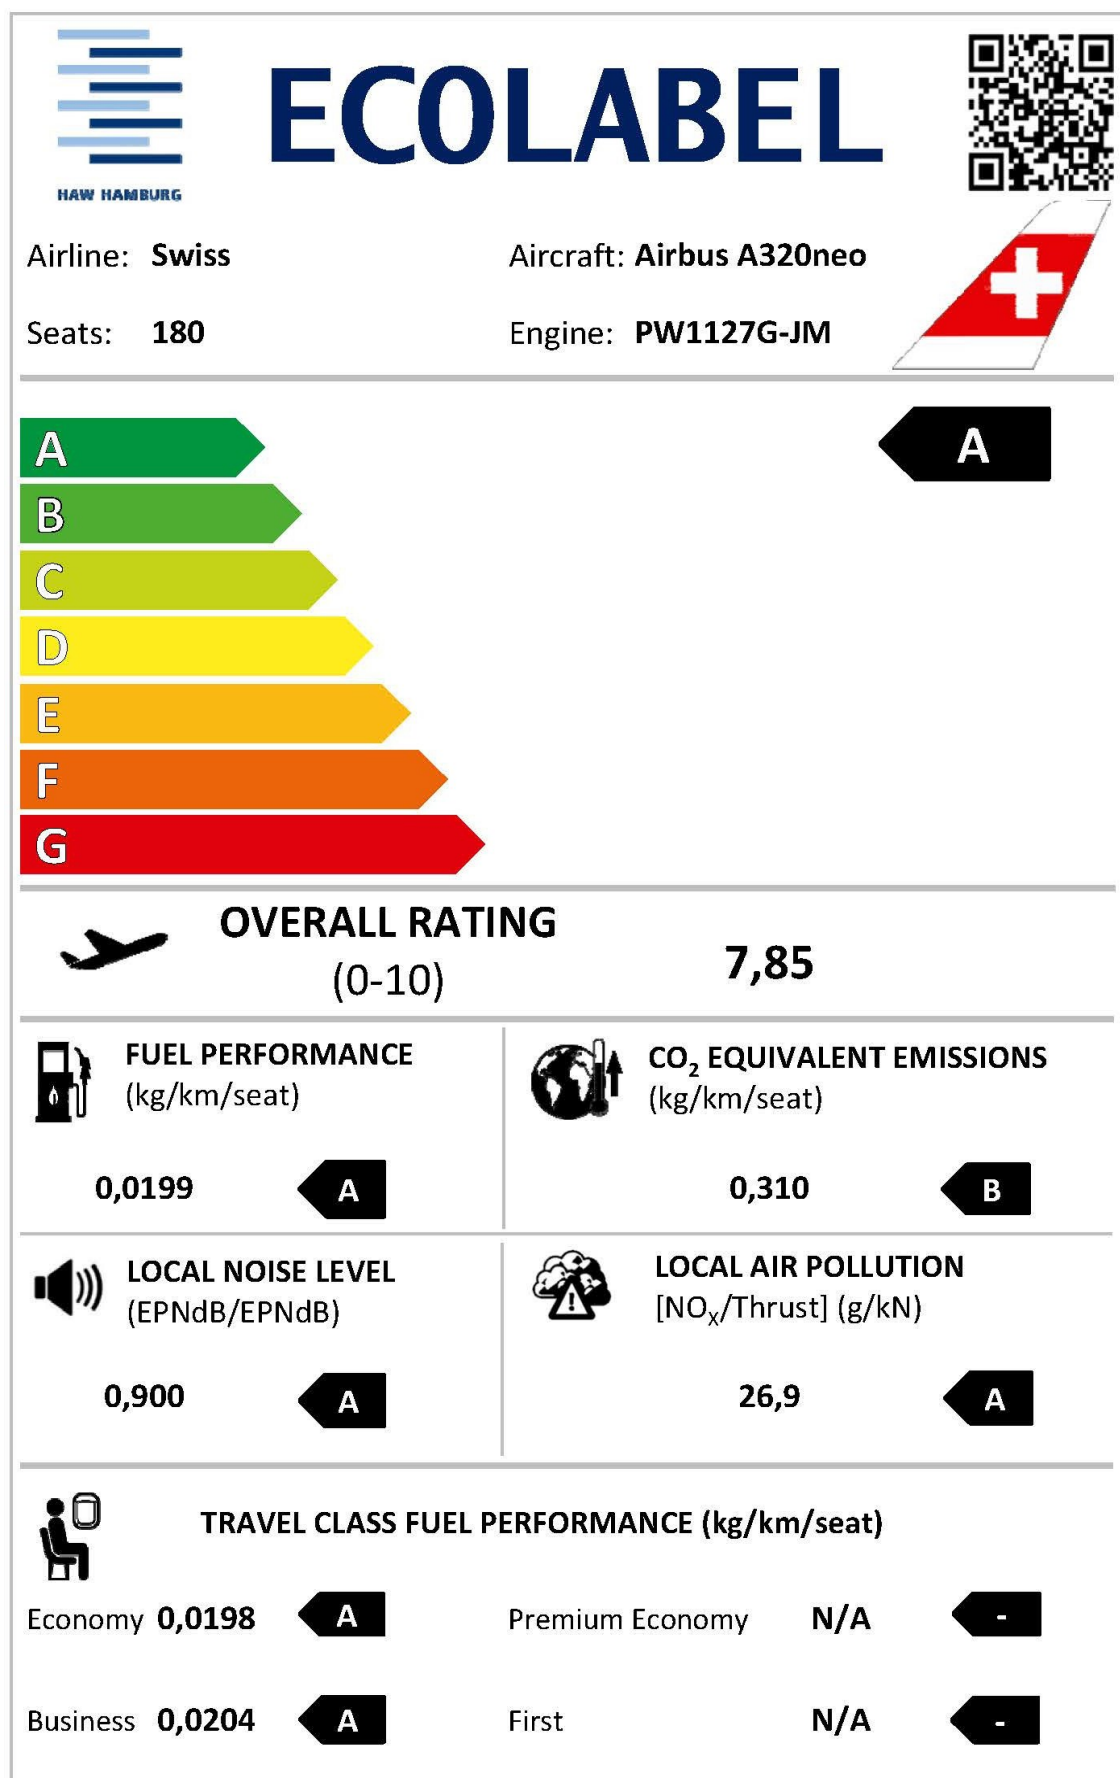 HAW HAMBURG
ECOLABEL
Airline: Swiss
Aircraft: Airbus A320neo
Seats: 180
Engine: PW1127G-JM
A
A
B
C
D
E
F
G
OVERALL RATING
(0-10)
7,85
FUEL PERFORMANCE
(kg/km/seat)
0,0199 A
CO₂ EQUIVALENT EMISSIONS
(kg/km/seat)
0,310 B
LOCAL NOISE LEVEL
(EPNdB/EPNdB)
0,900 A
LOCAL AIR POLLUTION
[NOₓ/Thrust] (g/kN)
26,9 A
TRAVEL CLASS FUEL PERFORMANCE (kg/km/seat)
Economy 0,0198 A
Premium Economy N/A -
Business 0,0204 A
First N/A -